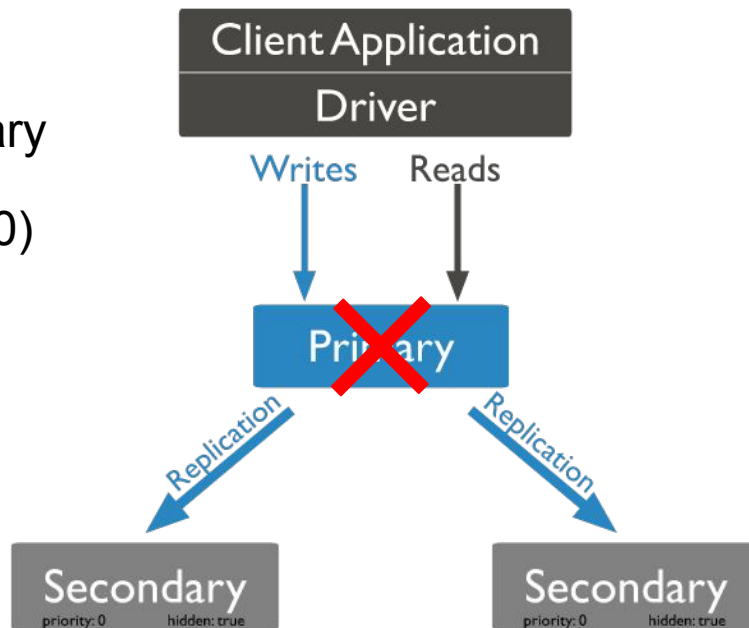 Client Application
Driver
ary
Writes Reads
0)
Primary
Replication Replication
Secondary Secondary
priority: 0 hidden: true priority: 0 hidden: true